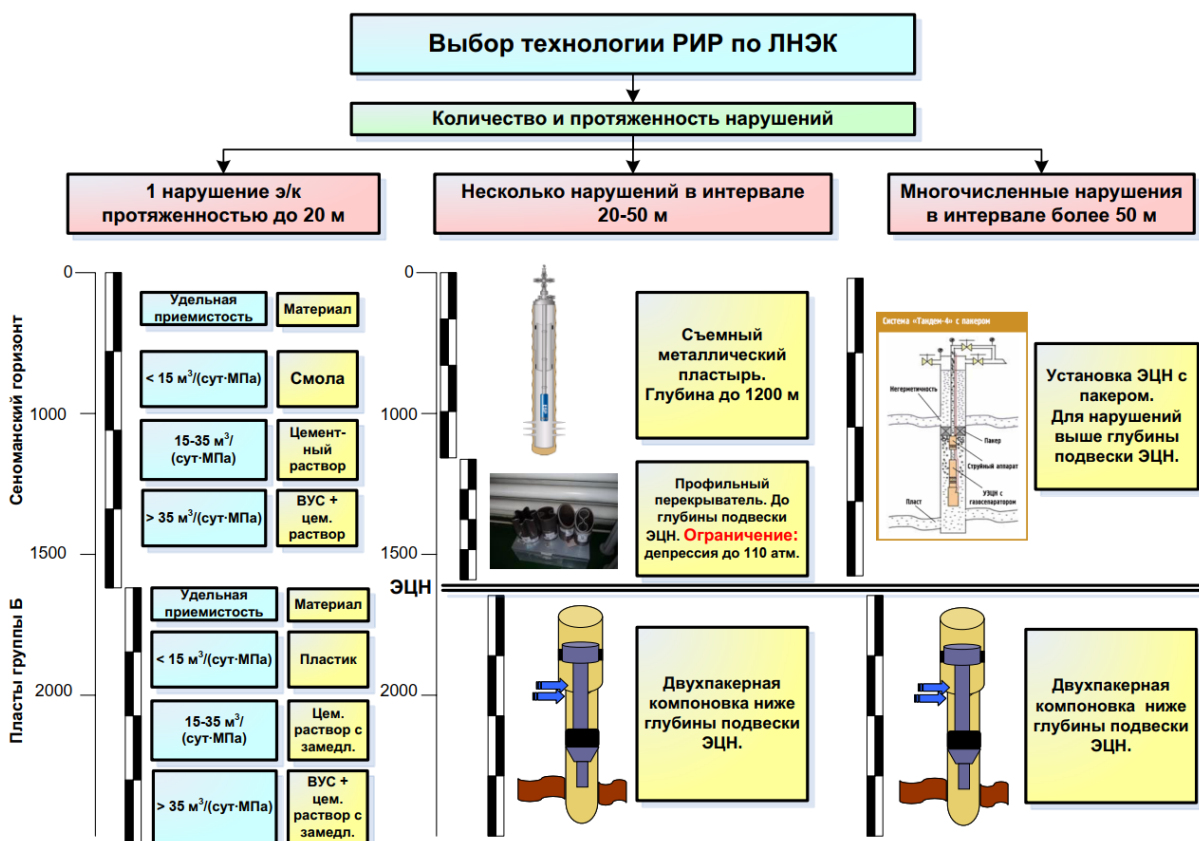 Выбор технологии РИР по ЛНЭК
Количество и протяженность нарушений
1 нарушение э/к
протяженностью до 20 м
Несколько нарушений в интервале
20-50 м
Многочисленные нарушения
в интервале более 50 м
Сеноманский горизонт
0
1000
1500
Удельная
приемистость
Материал
< 15 м³/(сут·МПа)
Смола
15-35 м³/
(сут·МПа)
Цемент-
ный
раствор
> 35 м³/(сут·МПа)
ВУС +
цем.
раствор
Пласты группы Б
2000
Удельная
приемистость
Материал
< 15 м³/(сут·МПа)
Пластик
15-35 м³/
(сут·МПа)
Цем.
раствор с
замедл.
> 35 м³/(сут·МПа)
ВУС +
цем.
раствор с
замедл.
0
1000
1500
ЭЦН
2000
Съемный
металлический
пластырь.
Глубина до 1200 м
Профильный
перекрыватель. До
глубины подвески
ЭЦН. Ограничение:
депрессия до 110 атм.
Двухпакерная
компоновка ниже
глубины подвески
ЭЦН.
Система «Тандем-4» с пакером
Негерметичность
Пакер
Струйный аппарат
УЭЦН с
газосепаратором
Пласт
Установка ЭЦН с
пакером.
Для нарушений
выше глубины
подвески ЭЦН.
Двухпакерная
компоновка ниже
глубины подвески
ЭЦН.